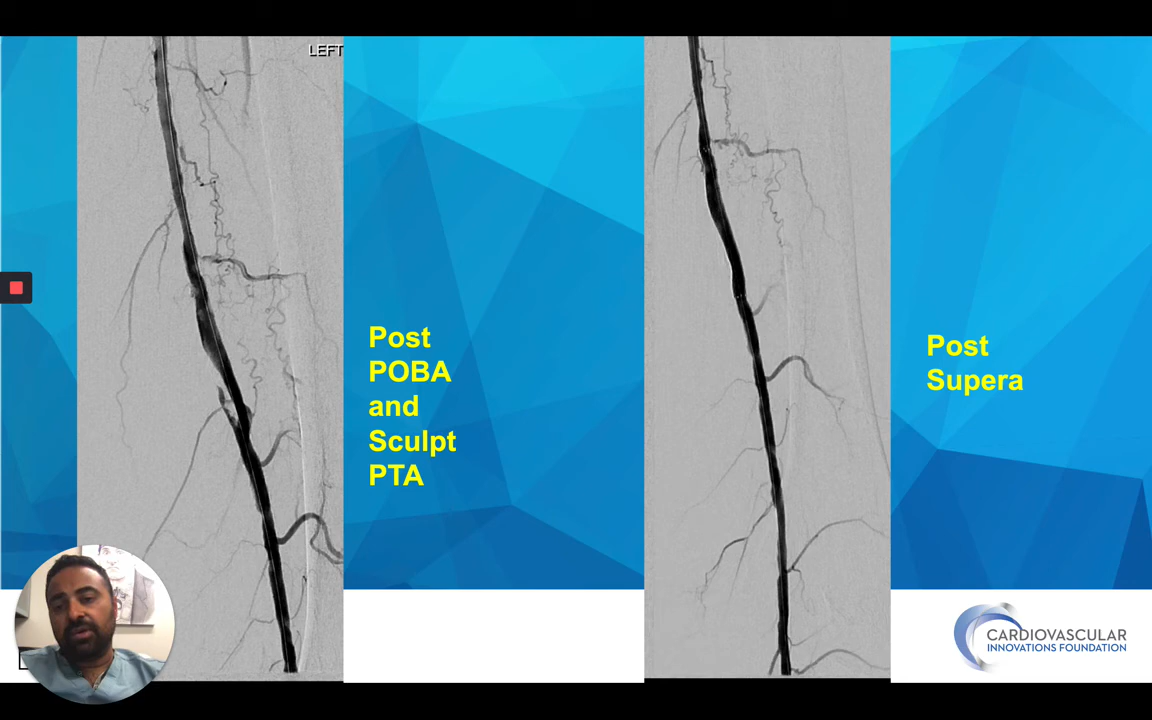 LEFT
Post
POBA
and
Sculpt
PTA
Post
Supera
CARDIOVASCULAR
INNOVATIONS FOUNDATION